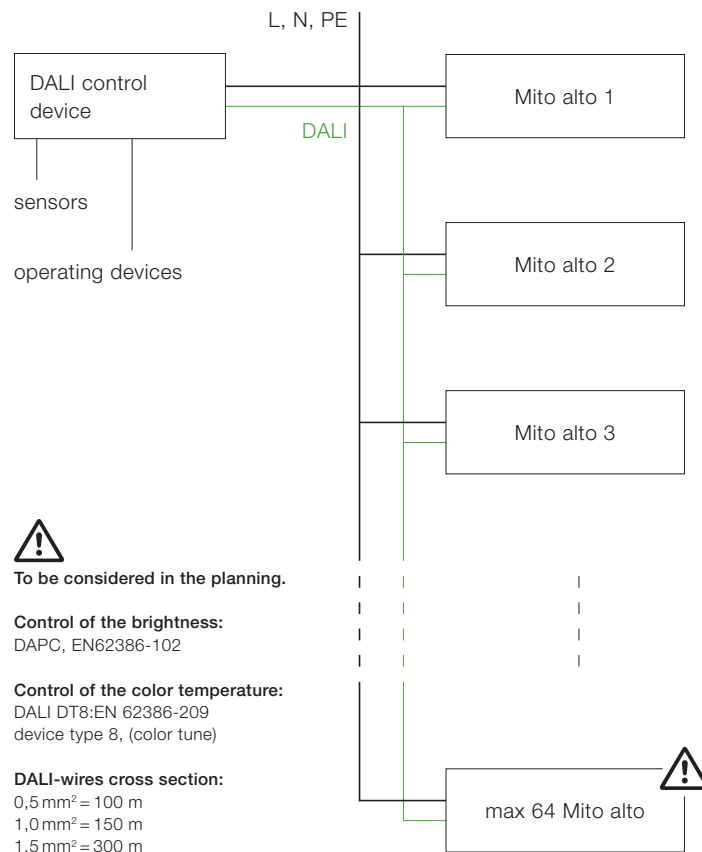 L, N, PE
DALI control
device
Mito alto 1
DALI
sensors
Mito alto 2
operating devices
Mito alto 3
To be considered in the planning.
Control of the brightness:
DAPC, EN62386-102
Control of the color temperature:
DALI DT8:EN 62386-209
device type 8, (color tune)
DALI-wires cross section:
0,5 mm² = 100 m
1,0 mm² = 150 m
1,5 mm² = 300 m
max 64 Mito alto